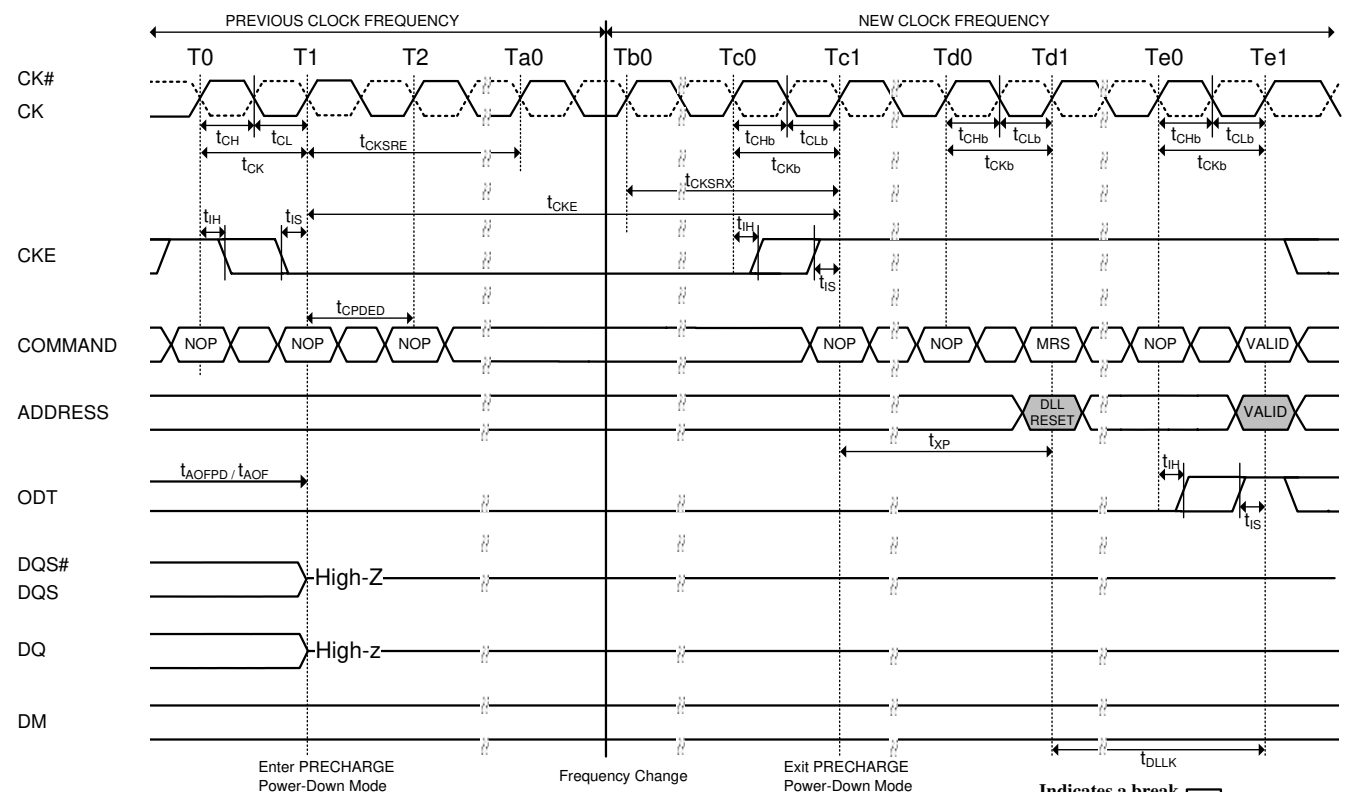 PREVIOUS CLOCK FREQUENCY NEW CLOCK FREQUENCY
T0 T1 T2 Ta0 Tb0 Tc0 Tc1 Td0 Td1 Te0 Te1
CK#
CK
tCH tCL tCKSRE tCHb tCLb tCHb tCLb tCHb tCLb
tCK tCKb tCKb tCKb
tCKSRX
tCKE
tIH tIS tIH
CKE
tIS
tCPDED
COMMAND NOP NOP NOP NOP NOP MRS NOP VALID
ADDRESS DLL RESET VALID
tXP
tAOFPD / tAOF tIH
ODT
tIS
DQS#
DQS High-Z
DQ High-z
DM
tDLLK
Enter PRECHARGE
Power-Down Mode
Frequency Change
Exit PRECHARGE
Power-Down Mode
Indicates a break